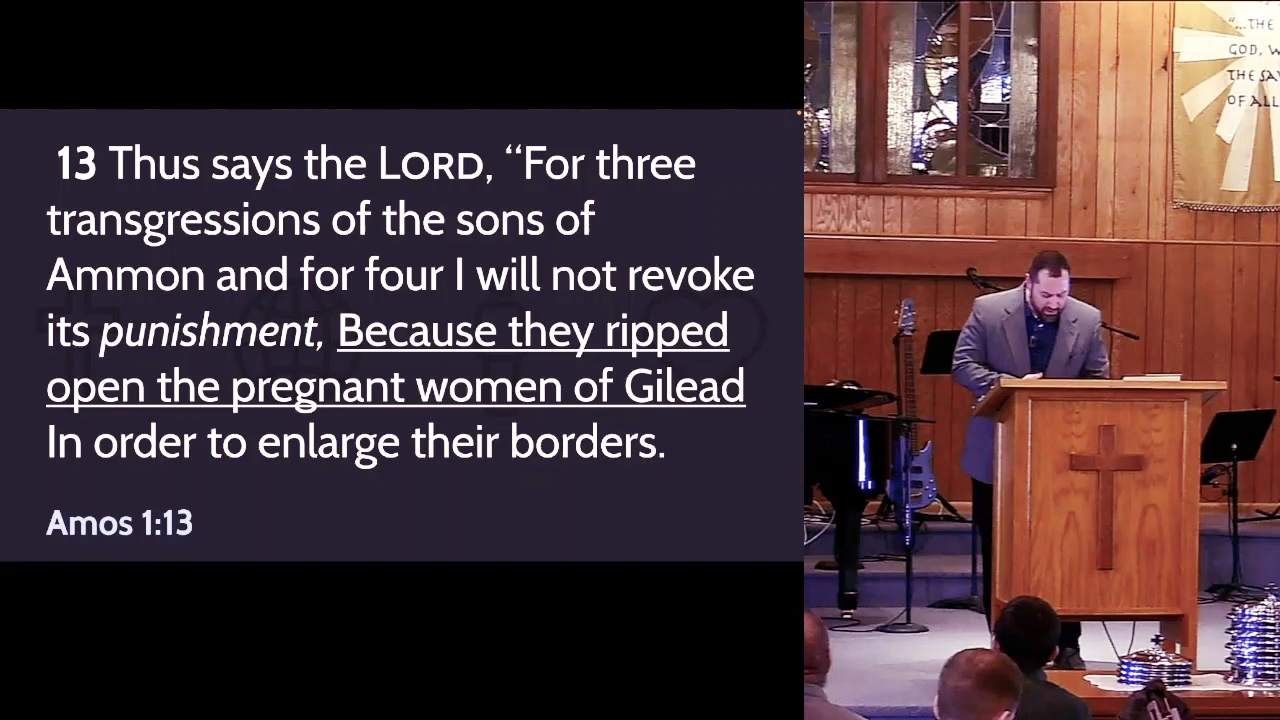 13 Thus says the LORD, “For three
transgressions of the sons of
Ammon and for four I will not revoke
its punishment, Because they ripped
open the pregnant women of Gilead
In order to enlarge their borders.
Amos 1:13
“...THE
GOD, W
THE SA
OF ALL